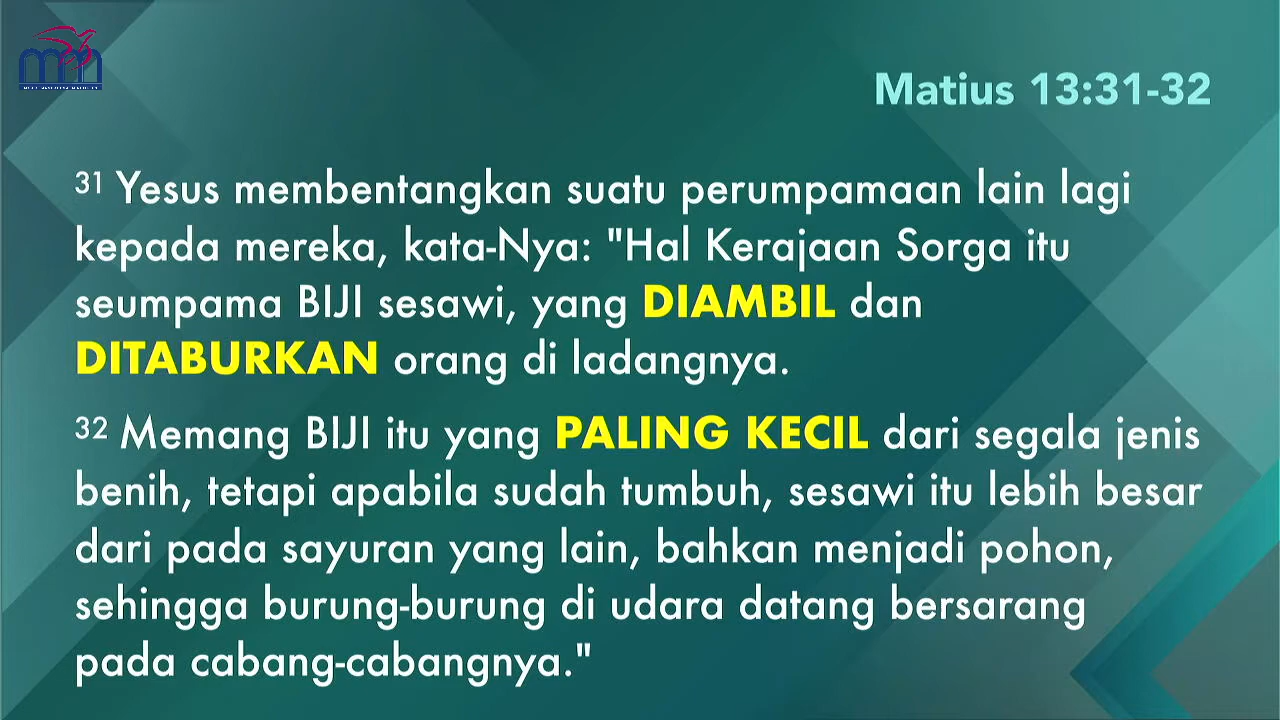 Matius 13:31-32
31 Yesus membentangkan suatu perumpamaan lain lagi
kepada mereka, kata-Nya: "Hal Kerajaan Sorga itu
seumpama BIJI sesawi, yang DIAMBIL dan
DITABURKAN orang di ladangnya.
32 Memang BIJI itu yang PALING KECIL dari segala jenis
benih, tetapi apabila sudah tumbuh, sesawi itu lebih besar
dari pada sayuran yang lain, bahkan menjadi pohon,
sehingga burung-burung di udara datang bersarang
pada cabang-cabangnya."